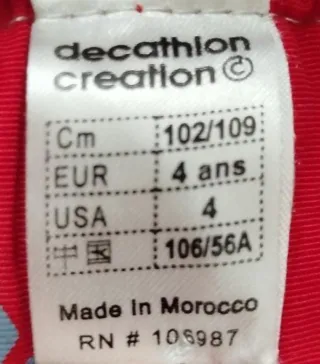 decathlon
creation ©
Cm 102/109
EUR 4 ans
USA 4
中国 106/56A
Made In Morocco
RN # 106987